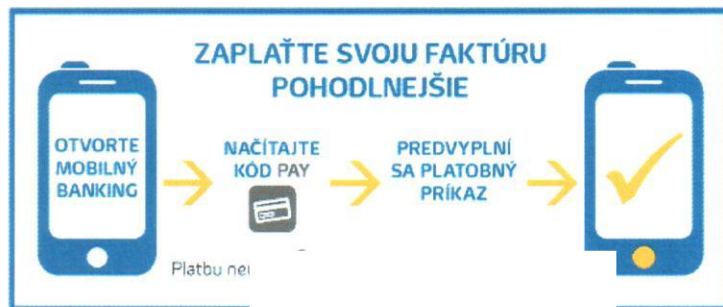 ZAPLAŤTE SVOJU FAKTÚRU
POHODLNEJŠIE
OTVORTE
MOBILNÝ
BANKING
NAČÍTAJTE
KÓD PAY
PREDVYPLNÍ
SA PLATOBNÝ
PRÍKAZ
Platbu